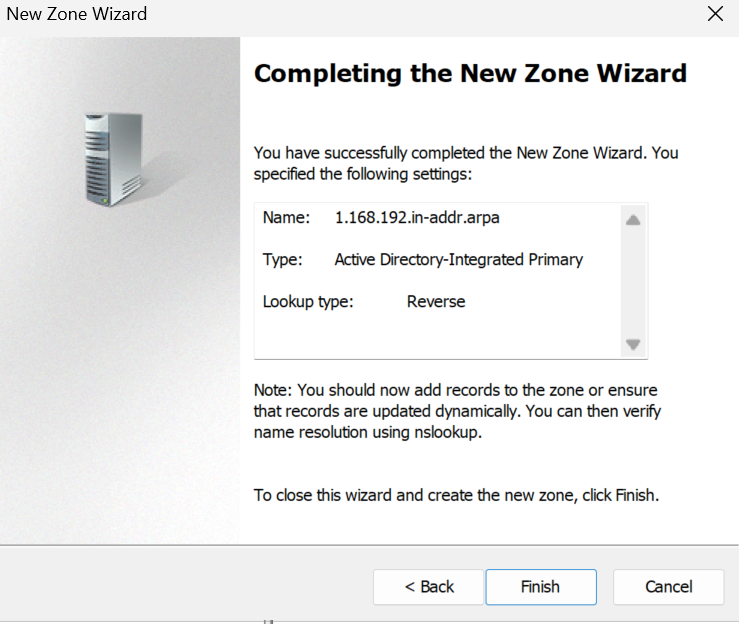 New Zone Wizard
Completing the New Zone Wizard
You have successfully completed the New Zone Wizard. You
specified the following settings:
Name: 1.168.192.in-addr.arpa
Type: Active Directory-Integrated Primary
Lookup type: Reverse
Note: You should now add records to the zone or ensure
that records are updated dynamically. You can then verify
name resolution using nslookup.
To close this wizard and create the new zone, click Finish.
< Back Finish Cancel